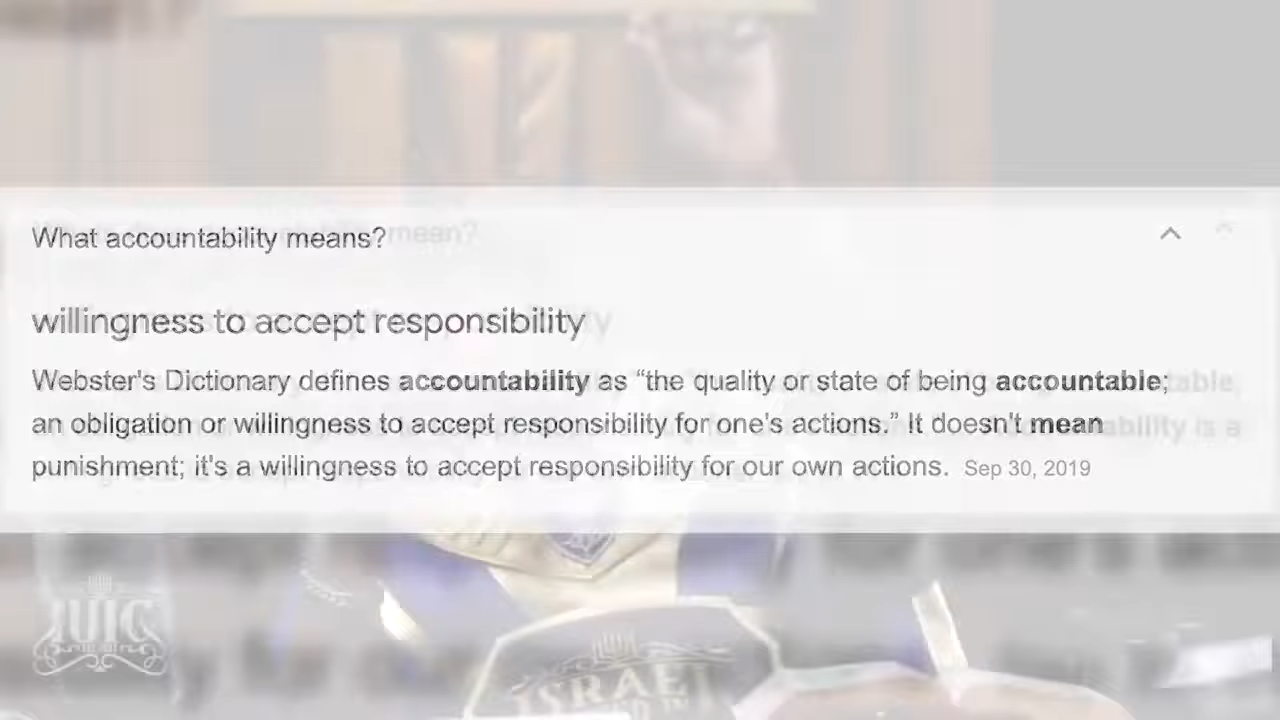 What accountability means?
willingness to accept responsibility
Webster's Dictionary defines accountability as “the quality or state of being accountable;
an obligation or willingness to accept responsibility for one's actions.” It doesn't mean
punishment; it's a willingness to accept responsibility for our own actions. Sep 30, 2019
IUIC
ISRAEL